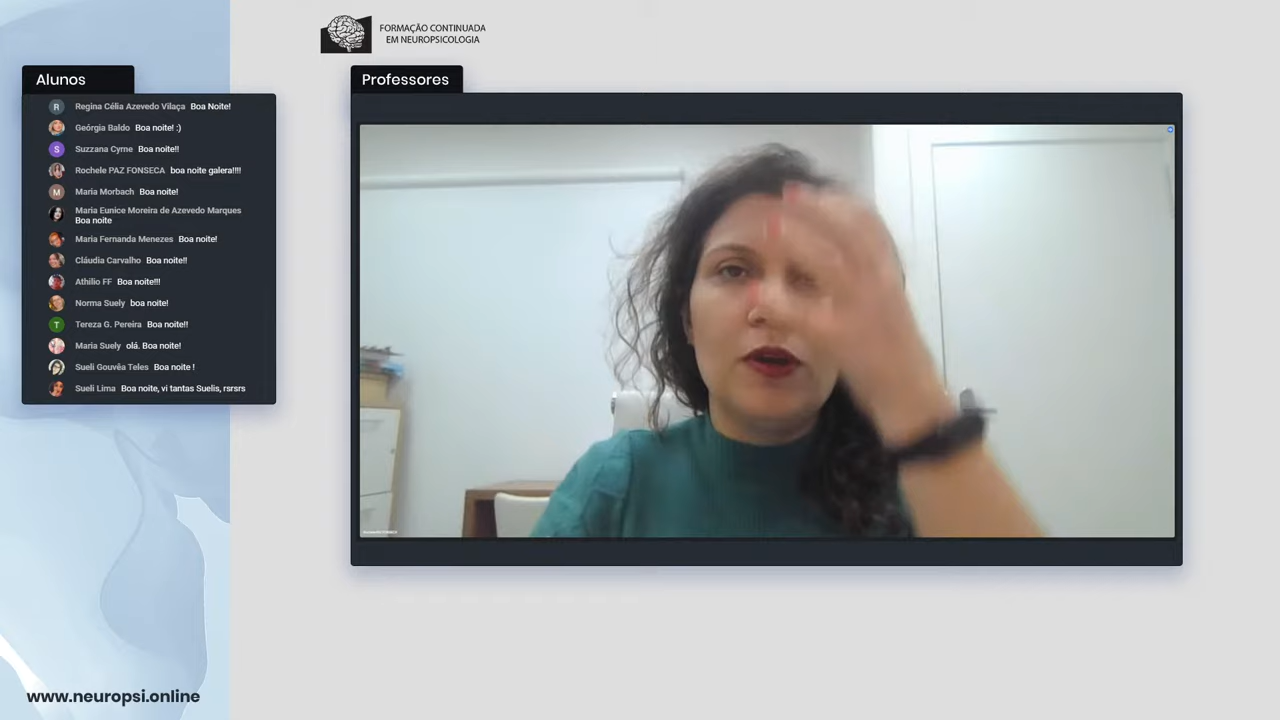 FORMAÇÃO CONTINUADA
EM NEUROPSICOLOGIA
Alunos
Professores
R Regina Célia Azevedo Vilaça Boa Noite!
Geórgia Baldo Boa noite! :)
S Suzzana Cyrne Boa noite!!
Rochele PAZ FONSECA boa noite galera!!!!
M Maria Morbach Boa noite!
Maria Eunice Moreira de Azevedo Marques
Boa noite
Maria Fernanda Menezes Boa noite!
Cláudia Carvalho Boa noite!!
Athilio FF Boa noite!!!
Norma Suely boa noite!
T Tereza G. Pereira Boa noite!!
Maria Suely olá. Boa noite!
Sueli Gouvêa Teles Boa noite !
Sueli Lima Boa noite, vi tantas Suelis, rsrsrs
www.neuropsi.online